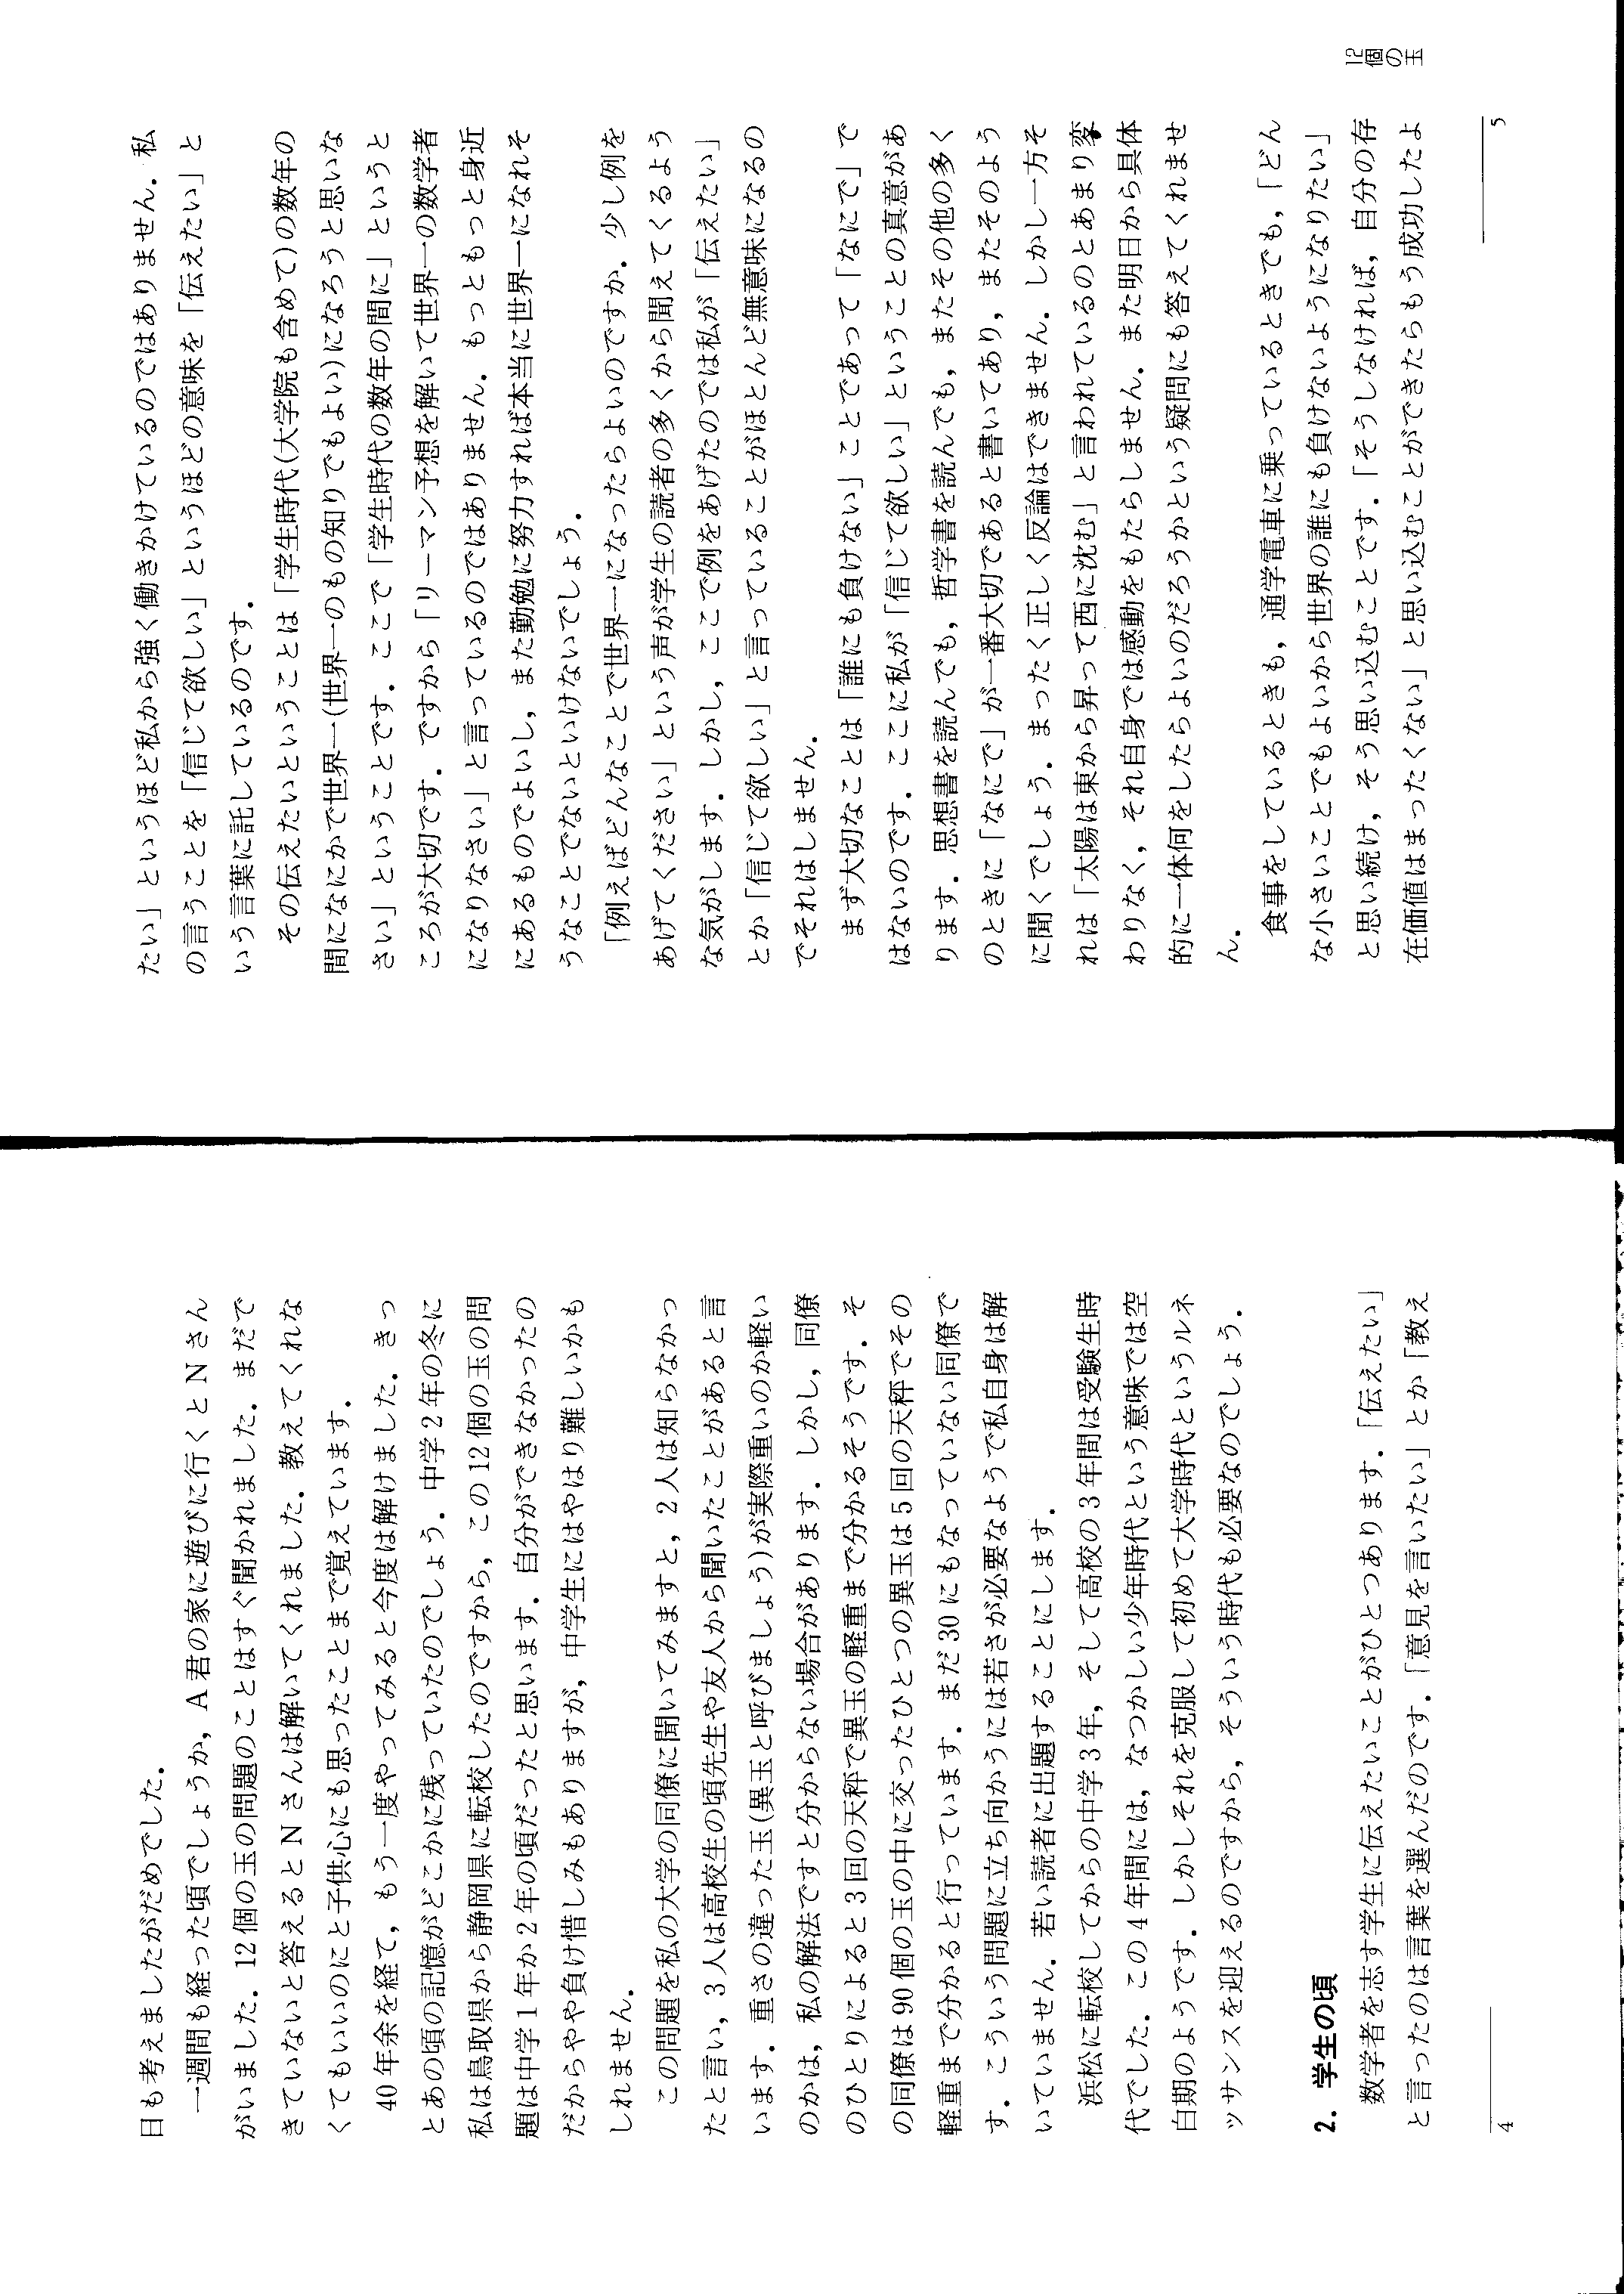 日も考えましたがだめでした.
一週間も経った頃でしょうか, A君の家に遊びに行くとNさん
がいました. 12個の玉の問題のことはすぐ聞かれました. まだで
きていないと答えるとNさんは解いてくれました. 教えてくれな
くてもいいのにと子供心にも思ったことまで覚えています.
40年余を経て, もう一度やってみると今度は解けました. きっ
とあの頃の記憶がどこかに残っていたのでしょう. 中学2年の冬に
私は鳥取県から静岡県に転校したのですから, この12個の玉の問
題は中学1年か2年の頃だったと思います. 自分ができなかったの
だからやや負け惜しみもありますが, 中学生にはやはり難しいかも
しれません.
この問題を私の大学の同僚に聞いてみますと, 2人は知らなかっ
たと言い, 3人は高校生の頃先生や友人から聞いたことがあると言
います. 重さの違った玉(異玉と呼びましょう)が実際重いのか軽い
のかは, 私の解法ですと分からない場合があります. しかし, 同僚
のひとりによると3回の天秤で異玉の軽重まで分かるそうです. そ
の同僚は90個の玉の中に交ったひとつの異玉は5回の天秤でその
軽重まで分かると行っています. まだ30にもなっていない同僚で
す. こういう問題に立ち向かうには若さが必要なようで私自身は解
いていません. 若い読者に出題することにします.
浜松に転校してからの中学3年, そして高校の3年間は受験生時
代でした. この4年間には, なつかしい少年時代という意味では空
白期のようです. しかしそれを克服して初めて大学時代というルネ
ッサンスを迎えるのですから, そういう時代も必要なのでしょう.
2. 学生の頃
数学者を志す学生に伝えたいことがひとつあります. 「伝えたい」
と言ったのは言葉を選んだのです. 「意見を言いたい」とか「教え
4
たい」というほど私から強く働きかけているのではありません. 私
の言うことを「信じて欲しい」というほどの意味を「伝えたい」と
いう言葉に託しているのです.
その伝えたいということは「学生時代(大学院も含めて)の数年の
間になにかで世界一(世界一のもの知りでもよい)になろうと思いな
さい」ということです. ここで「学生時代の数年の間に」というと
ころが大切です. ですから「リーマン予想を解いて世界一の数学者
になりなさい」と言っているのではありません. もっともっと身近
にあるものでよいし, また勤勉に努力すれば本当に世界一になれそ
うなことでないといけないでしょう.
「例えばどんなことで世界一になったらよいのですか. 少し例を
あげてください」という声が学生の読者の多くから聞えてくるよう
な気がします. しかし, ここで例をあげたのでは私が「伝えたい」
とか「信じて欲しい」と言っていることがほとんど無意味になるの
でそれはしません.
まず大切なことは「誰にも負けない」ことであって「なにで」で
はないのです. ここに私が「信じて欲しい」ということの真意があ
ります. 思想書を読んでも, 哲学書を読んでも, またその他の多く
のときに「なにで」が一番大切であると書いてあり, またそのよう
に聞くでしょう. まったく正しく反論はできません. しかし一方そ
れは「太陽は東から昇って西に沈む」と言われているのとあまり変
わりなく, それ自身では感動をもたらしません. また明日から具体
的に一体何をしたらよいのだろうかという疑問にも答えてくれませ
ん.
食事をしているときも, 通学電車に乗っているときでも, 「どん
な小さいことでもよいから世界の誰にも負けないようになりたい」
と思い続け, そう思い込むことです. 「そうしなければ, 自分の存
在価値はまったくない」と思い込むことができたらもう成功したよ
12個の玉
5